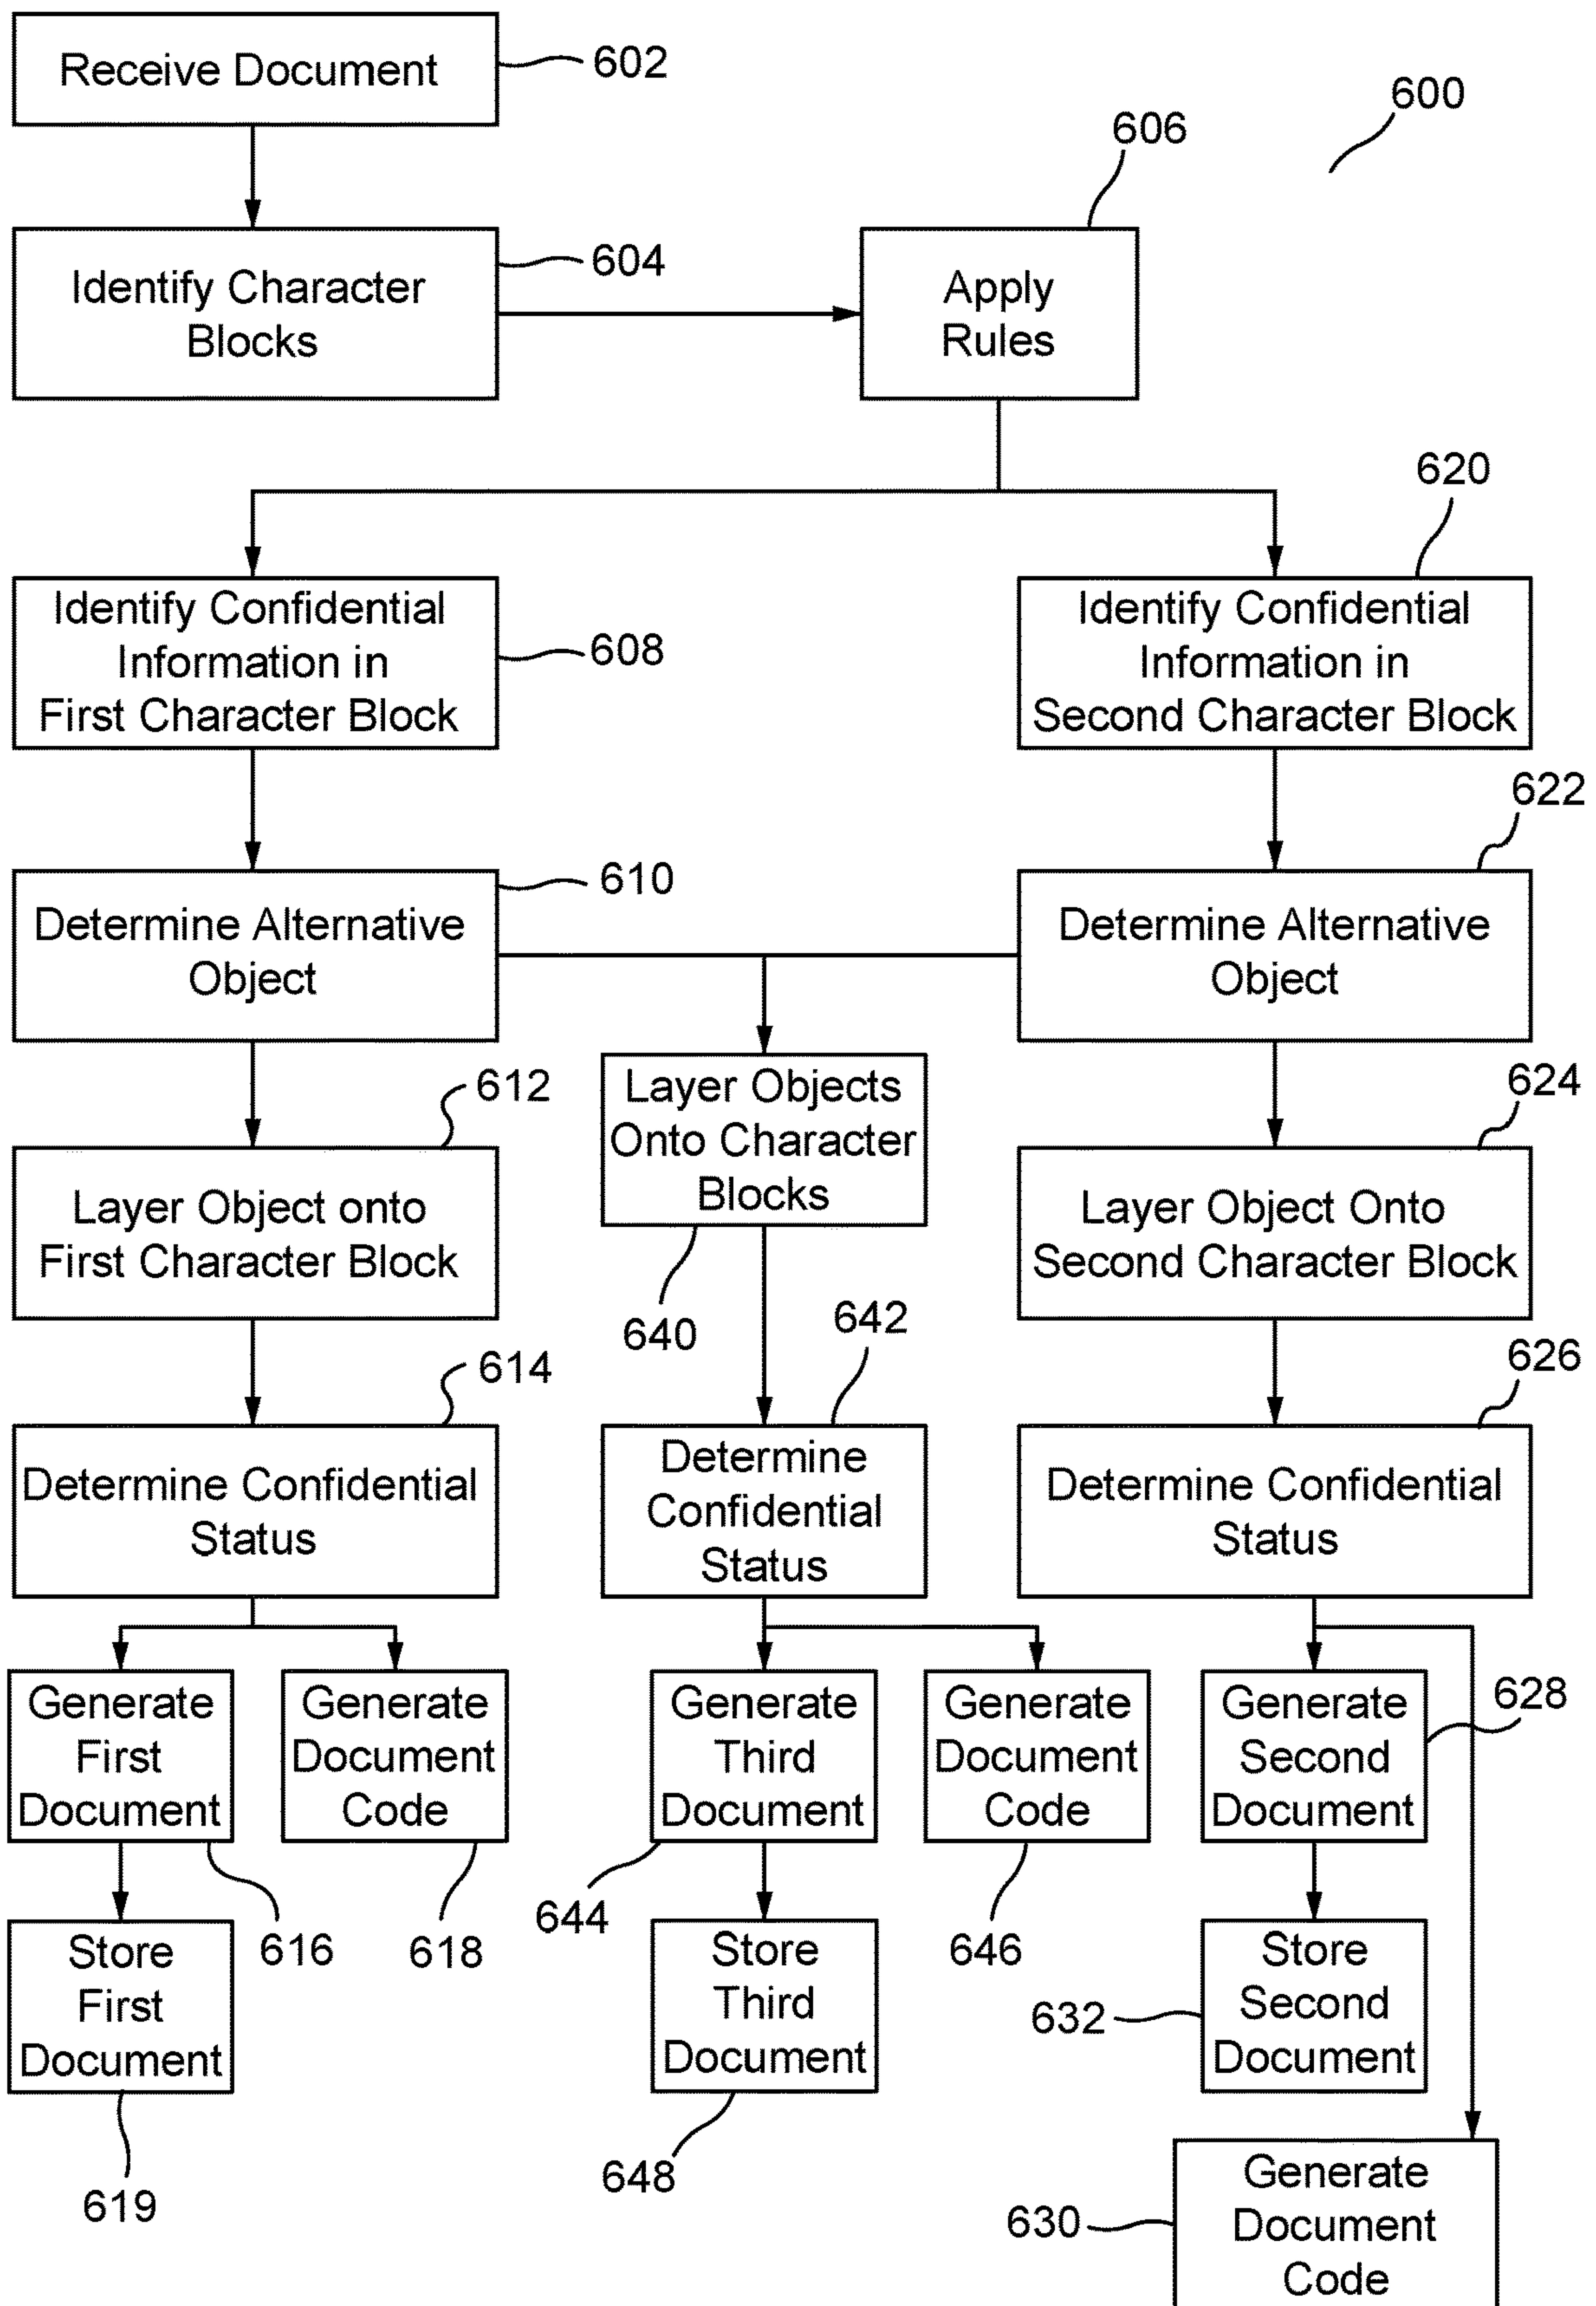 Receive Document
602
600
606
Identify Character
Blocks
604
Apply
Rules
620
Identify Confidential
Information in
First Character Block
608
Identify Confidential
Information in
Second Character Block
622
Determine Alternative
Object
610
Determine Alternative
Object
612
Layer Objects
Onto Character
Blocks
624
Layer Object onto
First Character Block
640
Layer Object Onto
Second Character Block
614
642
626
Determine Confidential
Status
Determine
Confidential
Status
Determine Confidential
Status
Generate
First
Document
Generate
Document
Code
Generate
Third
Document
Generate
Document
Code
Generate
Second
Document
628
616
618
644
646
Store
First
Document
Store
Third
Document
632
Store
Second
Document
619
648
630
Generate
Document
Code